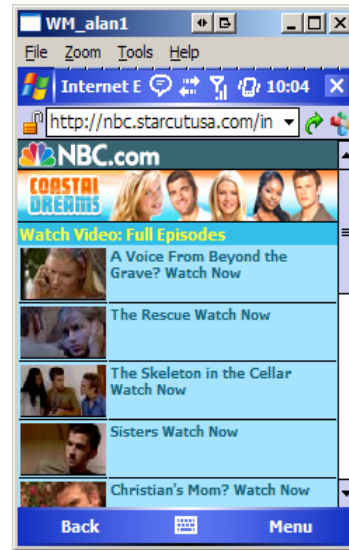 WM_alan1
File Zoom Tools Help
Internet E 10:04
http://nbc.starcutusa.com/in
NBC.com
COASTAL
DREAMS
Watch Video: Full Episodes
A Voice From Beyond the
Grave? Watch Now
The Rescue Watch Now
The Skeleton in the Cellar
Watch Now
Sisters Watch Now
Christian's Mom? Watch Now
Back Menu